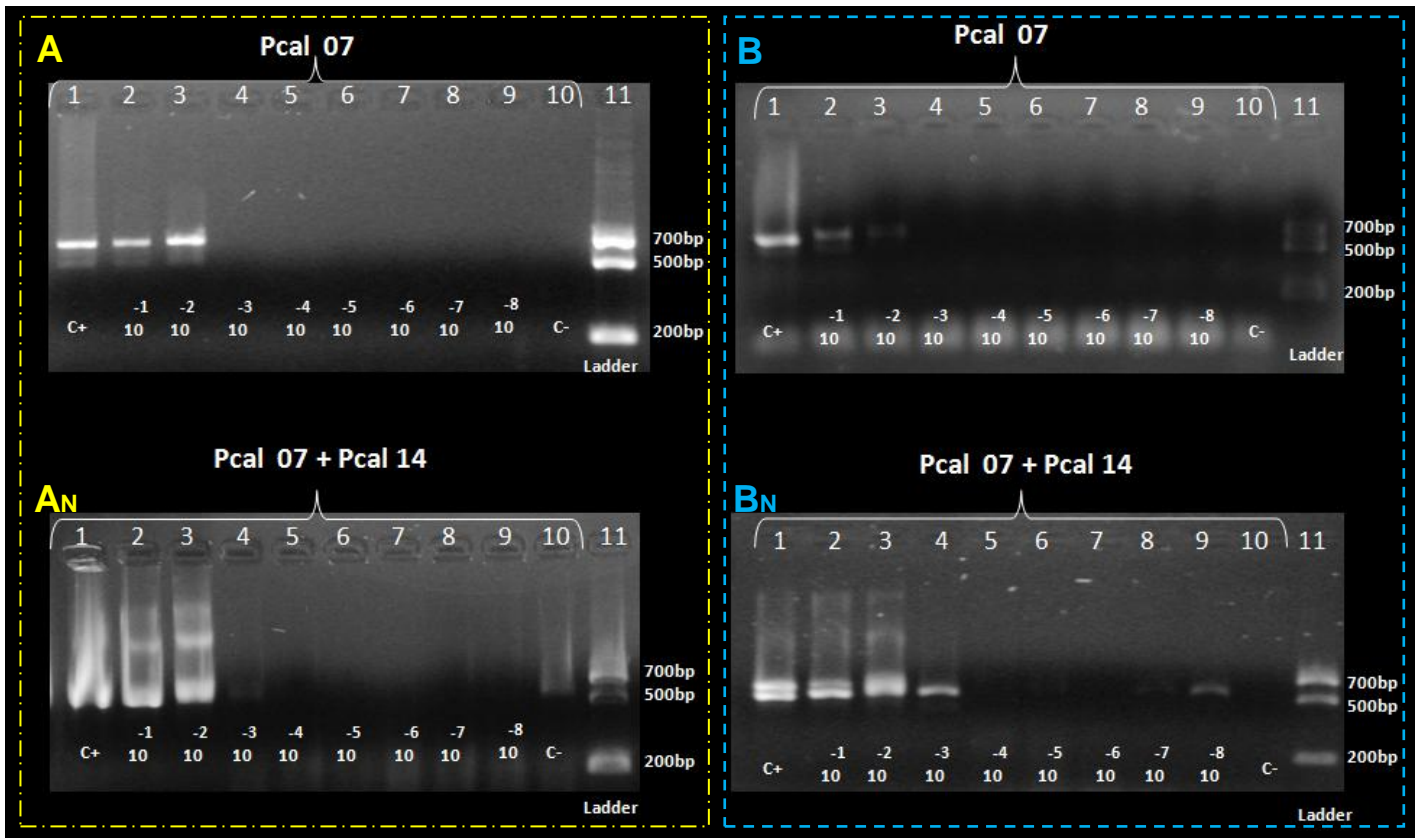 A
Pcal 07
1 2 3 4 5 6 7 8 9 10 11
700bp
500bp
-1 -2 -3 -4 -5 -6 -7 -8
C+ 10 10 10 10 10 10 10 10 C-
200bp
Ladder
B
Pcal 07
1 2 3 4 5 6 7 8 9 10 11
700bp
500bp
200bp
-1 -2 -3 -4 -5 -6 -7 -8
C+ 10 10 10 10 10 10 10 10 C-
Ladder
Pcal 07 + Pcal 14
AN
1 2 3 4 5 6 7 8 9 10 11
700bp
500bp
-1 -2 -3 -4 -5 -6 -7 -8
C+ 10 10 10 10 10 10 10 10 C-
200bp
Ladder
Pcal 07 + Pcal 14
BN
1 2 3 4 5 6 7 8 9 10 11
700bp
500bp
200bp
-1 -2 -3 -4 -5 -6 -7 -8
C+ 10 10 10 10 10 10 10 10 C-
Ladder